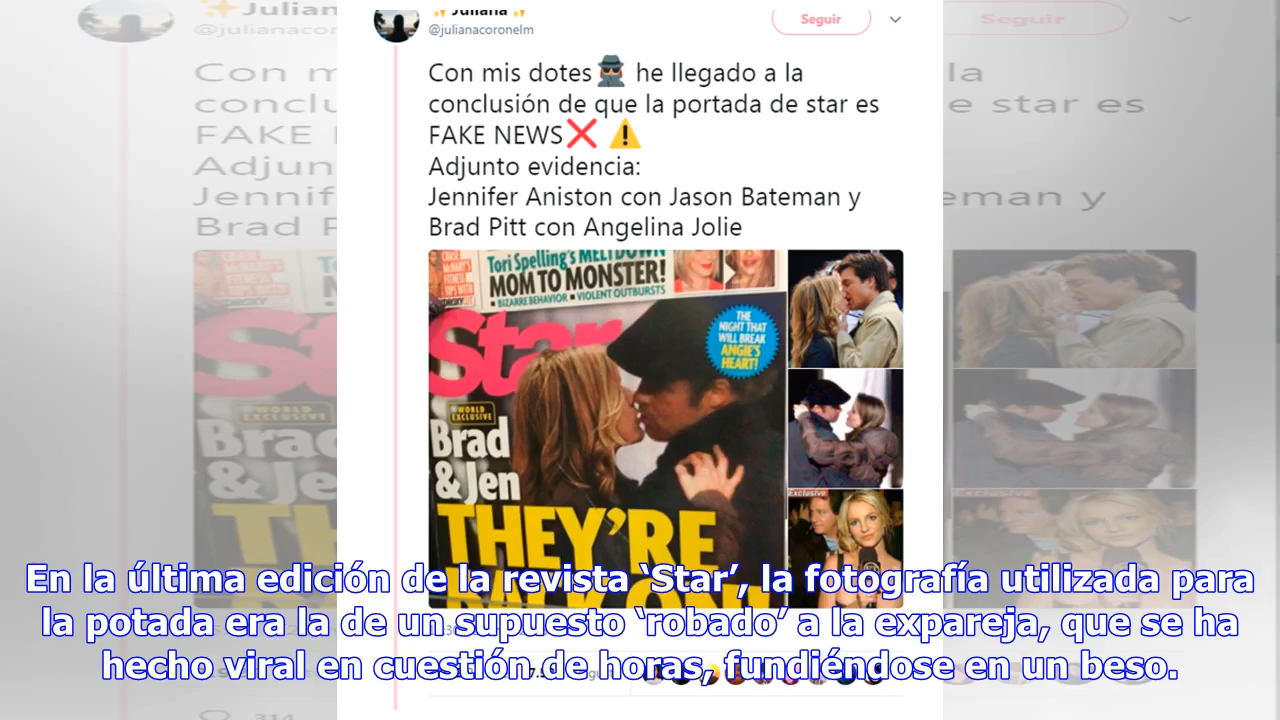 Juliana
@julianacoronelm
Seguir
Con mis dotes he llegado a la
conclusión de que la portada de star es
FAKE NEWS
Adjunto evidencia:
Jennifer Aniston con Jason Bateman y
Brad Pitt con Angelina Jolie
Tori Spelling's MELTDOWN
MOM TO MONSTER!
BIZARRE BEHAVIOR • VIOLENT OUTBURSTS
Star
THE
NIGHT THAT
WILL BREAK
ANGIE'S
HEART!
WORLD
EXCLUSIVE
Brad
& Jen
THEY'RE
Exclusive
En la última edición de la revista ‘Star’, la fotografía utilizada para
la potada era la de un supuesto ‘robado’ a la expareja, que se ha
hecho viral en cuestión de horas, fundiéndose en un beso.
314